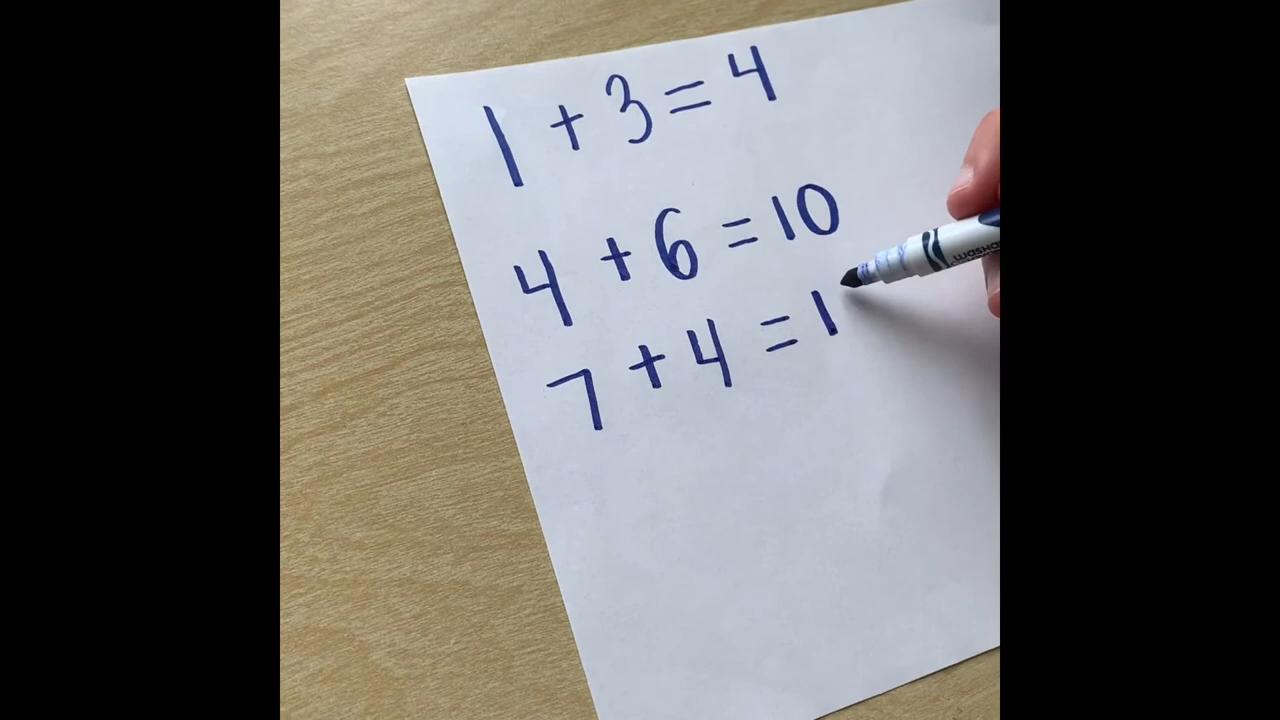 1 + 3 = 4
4 + 6 = 10
7 + 4 = 1